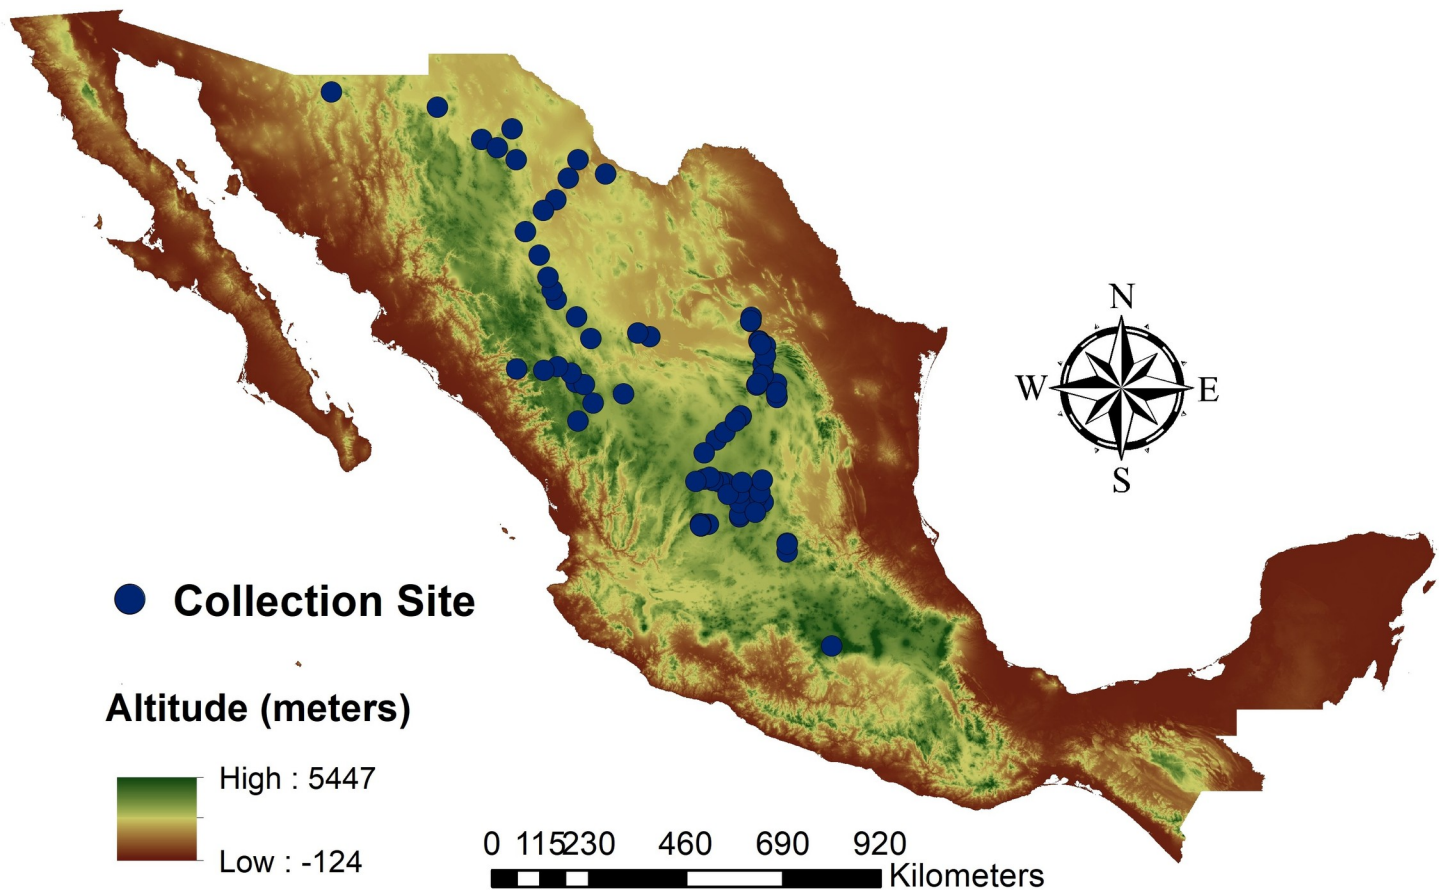 N
W
E
S
Collection Site
Altitude (meters)
High : 5447
Low : -124
0 115230 460 690 920
Kilometers